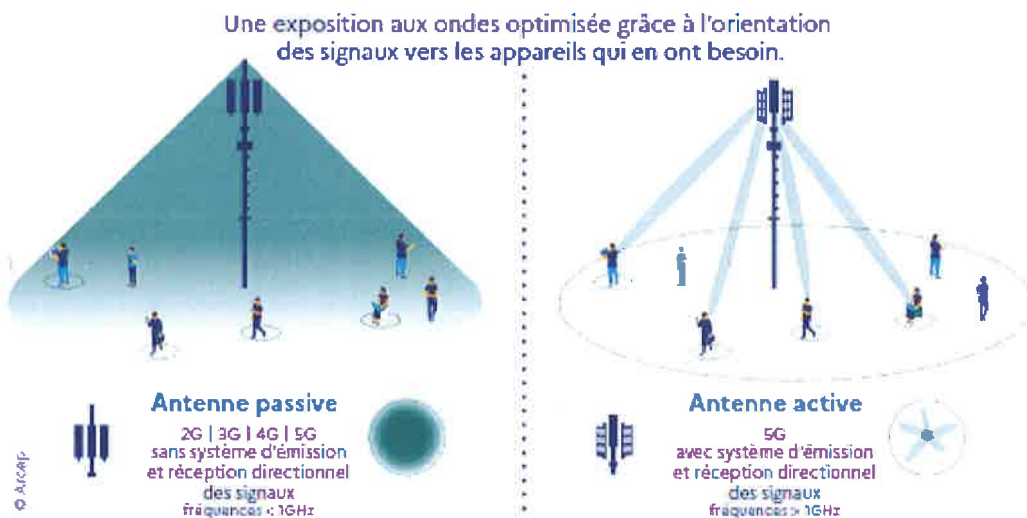 Une exposition aux ondes optimisée grâce à l'orientation
des signaux vers les appareils qui en ont besoin.
Antenne passive
2G | 3G | 4G | 5G
sans système d'émission
et réception directionnel
des signaux
fréquences < 1GHz
Antenne active
5G
avec système d'émission
et réception directionnel
des signaux
fréquences > 1GHz
© Arcep